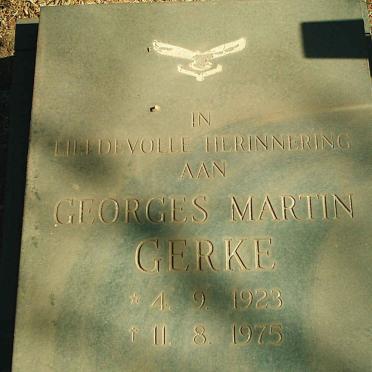 IN
LIEFDEVOLLE HERINNERING
AAN
GEORGES MARTIN
GERKE
* 4. 9. 1923
† 11. 8. 1975